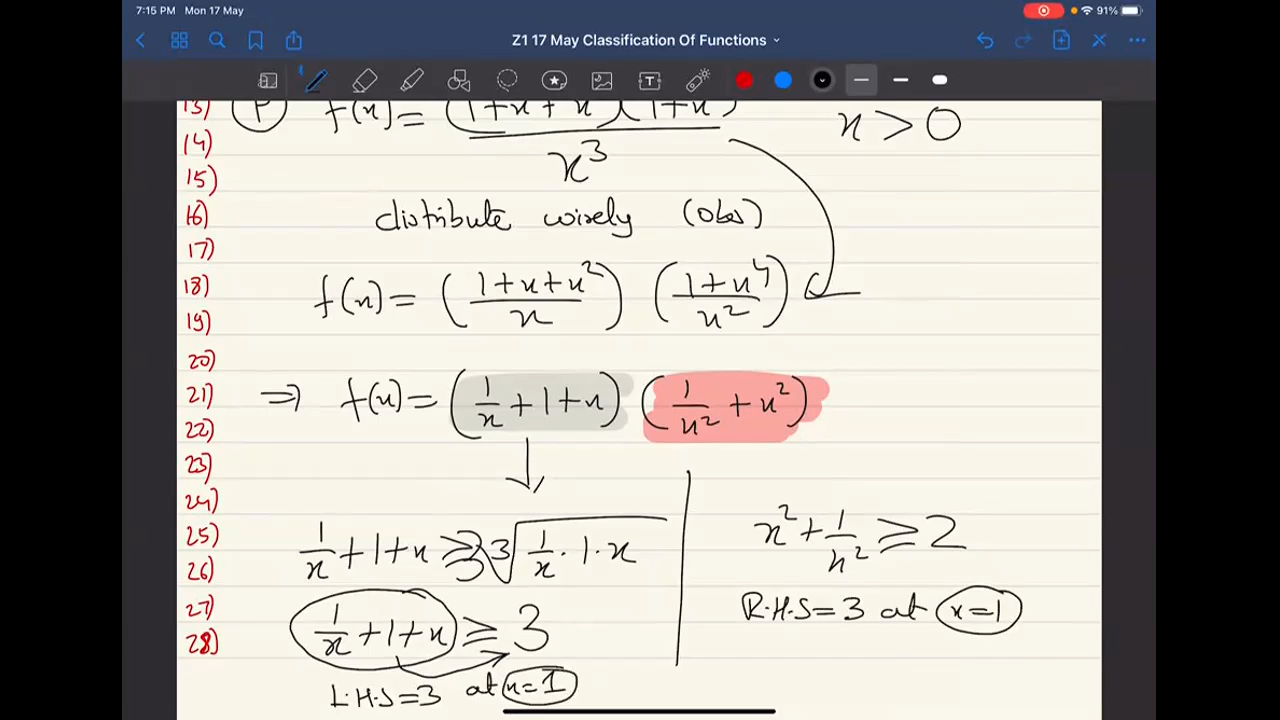 7:15 PM Mon 17 May 91%
Z1 17 May Classification Of Functions
13) P f(x) = (1+x+x)(1+x) x > 0
14) x³
15)
16) distribute wisely (obs)
17)
18) f(x) = ((1+x+x²)/x) ((1+x⁴)/x²)
19)
20)
21) ⇒ f(x) = (1/x + 1 + x) (1/x² + x²)
22)
23)
24)
25) 1/x + 1 + x ≥ 3 ∛(1/x · 1 · x) x² + 1/x² ≥ 2
26)
27) 1/x + 1 + x ≥ 3 R.H.S = 3 at x=1
28)
L.H.S = 3 at x=1